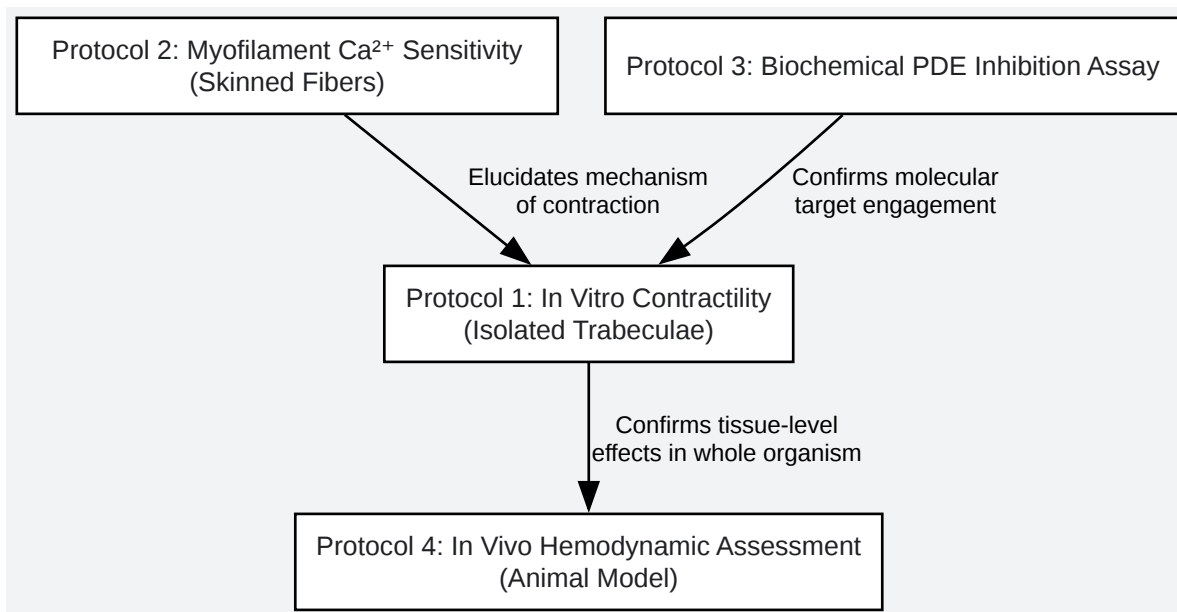 Protocol 2: Myofilament Ca²⁺ Sensitivity
(Skinned Fibers)
Protocol 3: Biochemical PDE Inhibition Assay
Elucidates mechanism
of contraction
Confirms molecular
target engagement
Protocol 1: In Vitro Contractility
(Isolated Trabeculae)
Confirms tissue-level
effects in whole organism
Protocol 4: In Vivo Hemodynamic Assessment
(Animal Model)